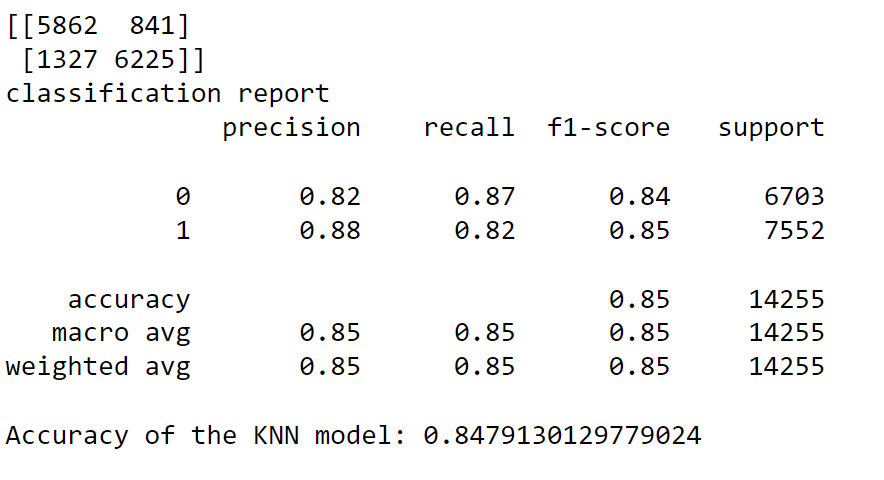 [[5862  841]
 [1327 6225]]
classification report
              precision    recall  f1-score   support

           0       0.82      0.87      0.84      6703
           1       0.88      0.82      0.85      7552

    accuracy                           0.85     14255
   macro avg       0.85      0.85      0.85     14255
weighted avg       0.85      0.85      0.85     14255

Accuracy of the KNN model: 0.8479130129779024